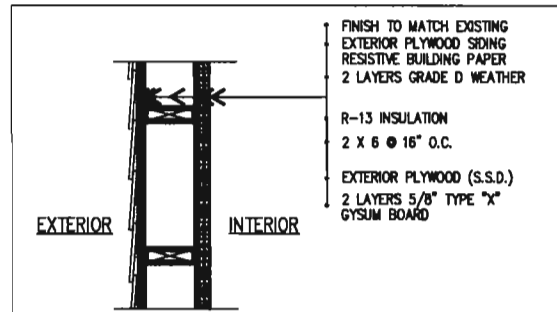 FINISH TO MATCH EXISTING
EXTERIOR PLYWOOD SIDING
RESISTIVE BUILDING PAPER
2 LAYERS GRADE D WEATHER
R-13 INSULATION
2 X 6 @ 16" O.C.
EXTERIOR PLYWOOD (S.S.D.)
2 LAYERS 5/8" TYPE "X"
GYSUM BOARD
EXTERIOR
INTERIOR